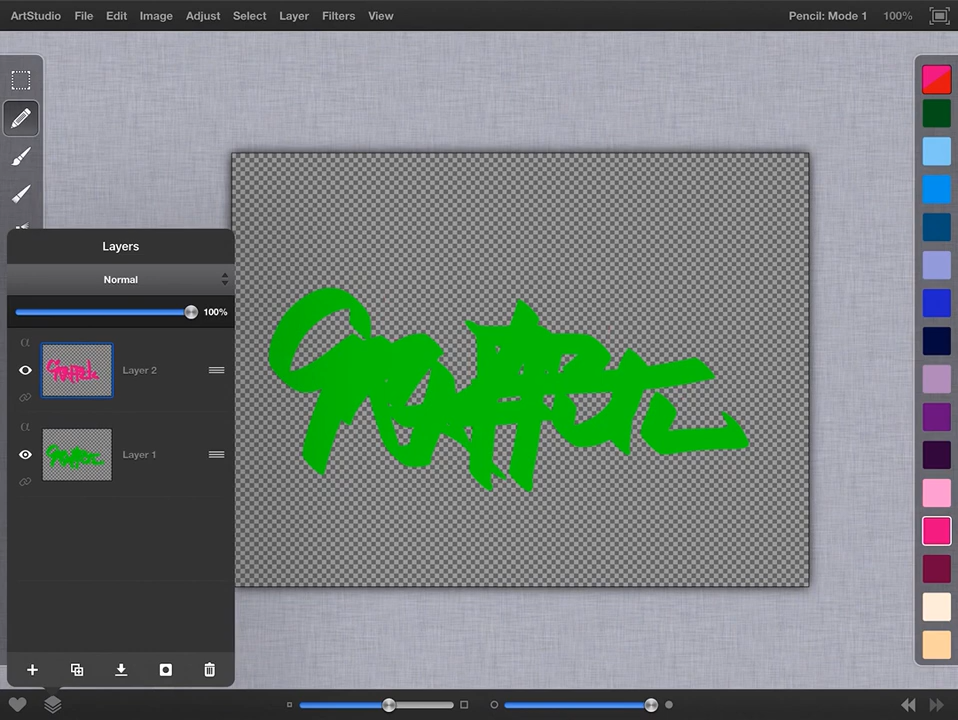 ArtStudio File Edit Image Adjust Select Layer Filters View Pencil: Mode 1 100%
Layers
Normal
100%
α
Layer 2
α
Layer 1